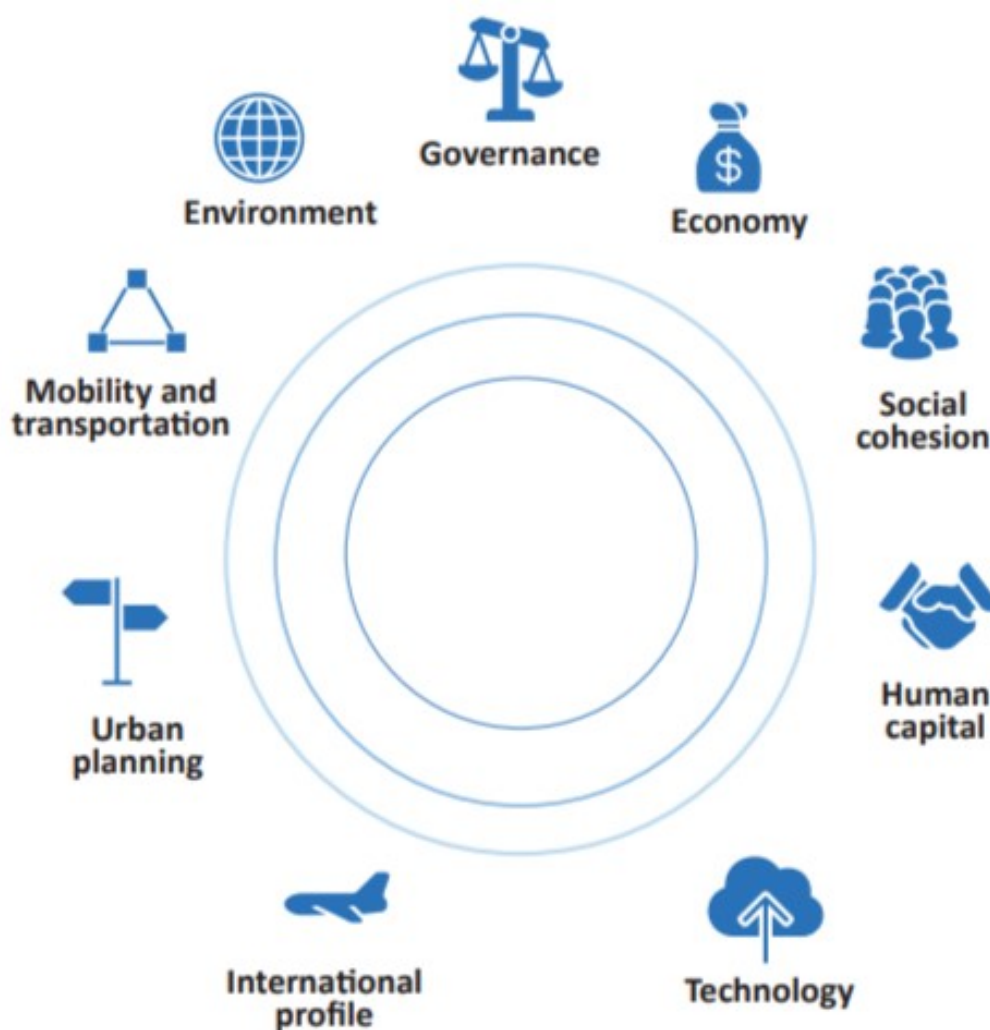 Governance
Environment
Economy
Mobility and
transportation
Social
cohesion
Urban
planning
Human
capital
International
profile
Technology
$